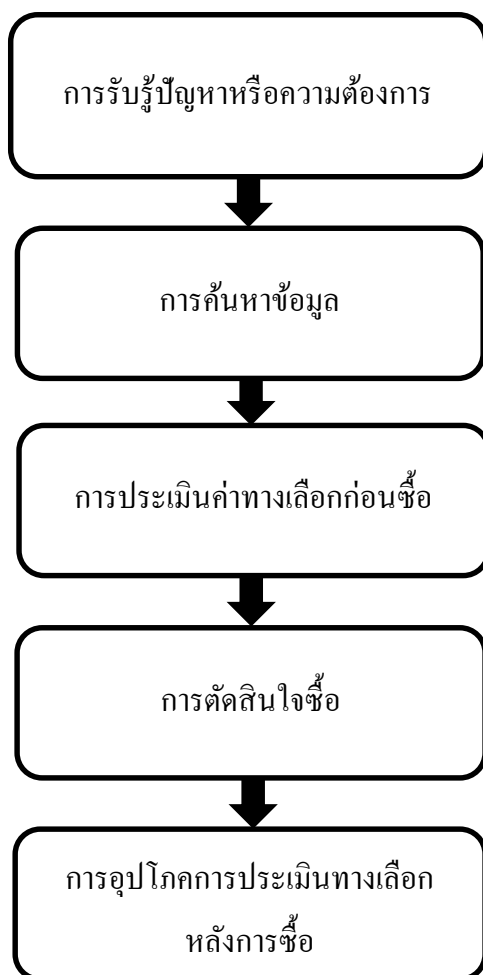 การรับรู้ปัญหาหรือความต้องการ
การค้นหาข้อมูล
การประเมินค่าทางเลือกก่อนซื้อ
การตัดสินใจซื้อ
การอุปโภคการประเมินทางเลือก
หลังการซื้อ